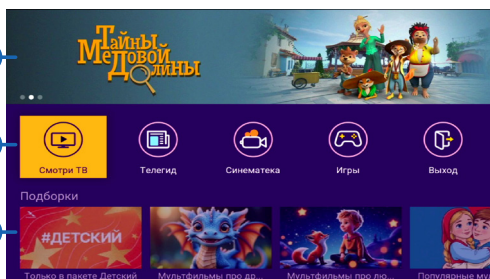 Тайны
Медовой
Долины
Смотри ТВ
Телегид
Синематека
Игры
Выход
Подборки
#ДЕТСКИЙ
Только в пакете Детский
Мультфильмы про др...
Мультфильмы про лю...
Популярные му